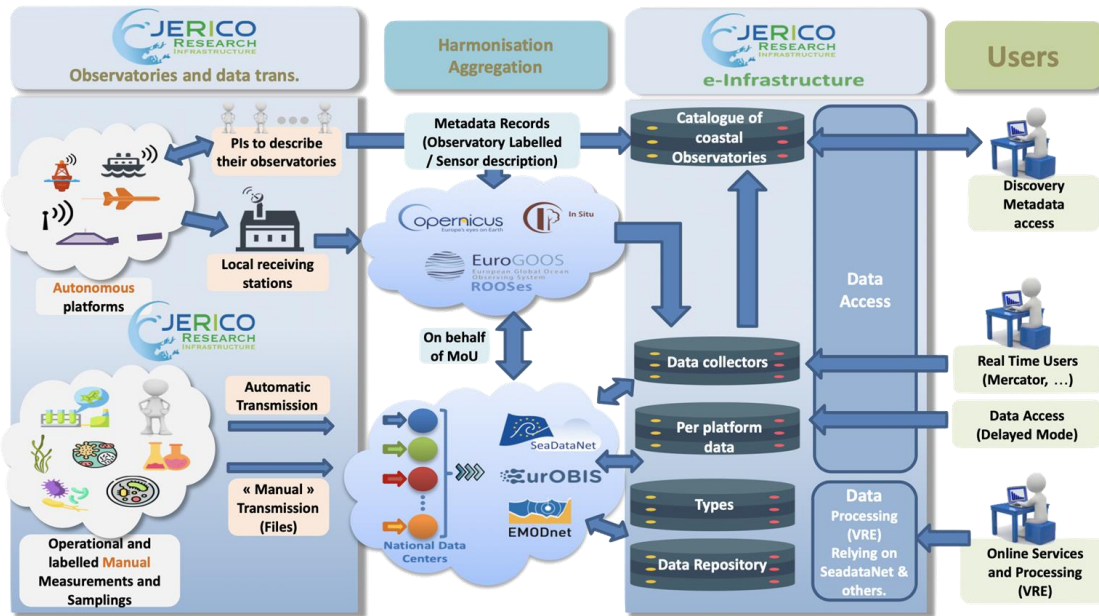 JERICO
RESEARCH
INFRASTRUCTURE
Observatories and data trans.
Harmonisation
Aggregation
JERICO
RESEARCH
INFRASTRUCTURE
e-Infrastructure
Users
PIs to describe
their observatories
Metadata Records
(Observatory Labelled
/ Sensor description)
Catalogue of
coastal
Observatories
Discovery
Metadata
access
Local receiving
stations
Autonomous
platforms
Copernicus
Europe's eyes on Earth
In Situ
EuroGOOS
European Global Ocean
Observing System
ROOSes
Data
Access
JERICO
RESEARCH
INFRASTRUCTURE
On behalf
of MoU
Data collectors
Real Time Users
(Mercator, ...)
Automatic
Transmission
SeaDataNet
Per platform
data
Data Access
(Delayed Mode)
« Manual »
Transmission
(Files)
EurOBIS
EMODnet
National Data
Centers
Types
Data Repository
Data
Processing
(VRE)
Relying on
SeadataNet &
others.
Online Services
and Processing
(VRE)
Operational and
labelled Manual
Measurements and
Samplings